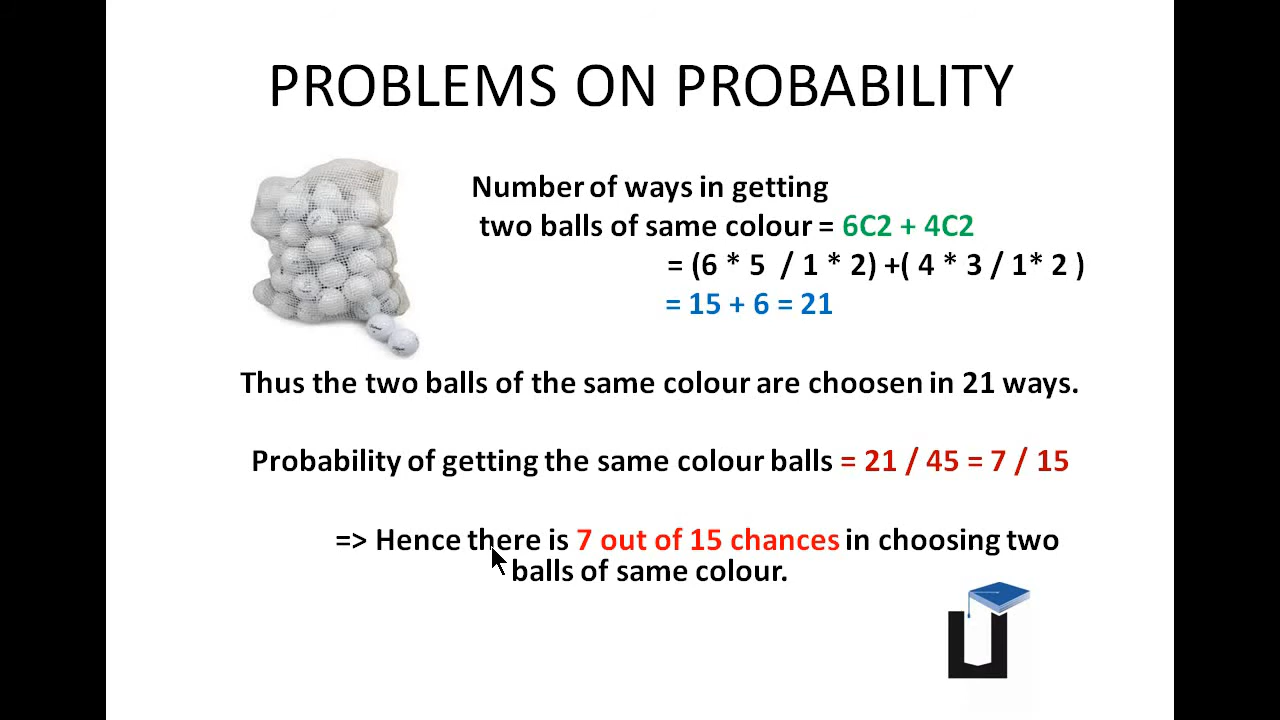 PROBLEMS ON PROBABILITY
Number of ways in getting
two balls of same colour = 6C2 + 4C2
= (6 * 5 / 1 * 2) +( 4 * 3 / 1* 2 )
= 15 + 6 = 21
Thus the two balls of the same colour are choosen in 21 ways.
Probability of getting the same colour balls = 21 / 45 = 7 / 15
=> Hence there is 7 out of 15 chances in choosing two
balls of same colour.